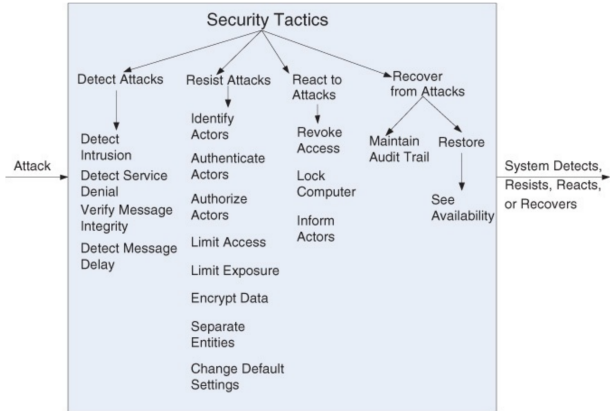 Security Tactics
Detect Attacks
Resist Attacks
React to
Attacks
Recover
from Attacks
Detect
Intrusion
Detect Service
Denial
Verify Message
Integrity
Detect Message
Delay
Identify
Actors
Authenticate
Actors
Authorize
Actors
Limit Access
Limit Exposure
Encrypt Data
Separate
Entities
Change Default
Settings
Revoke
Access
Lock
Computer
Inform
Actors
Maintain
Audit Trail
Restore
See
Availability
Attack
System Detects,
Resists, Reacts,
or Recovers